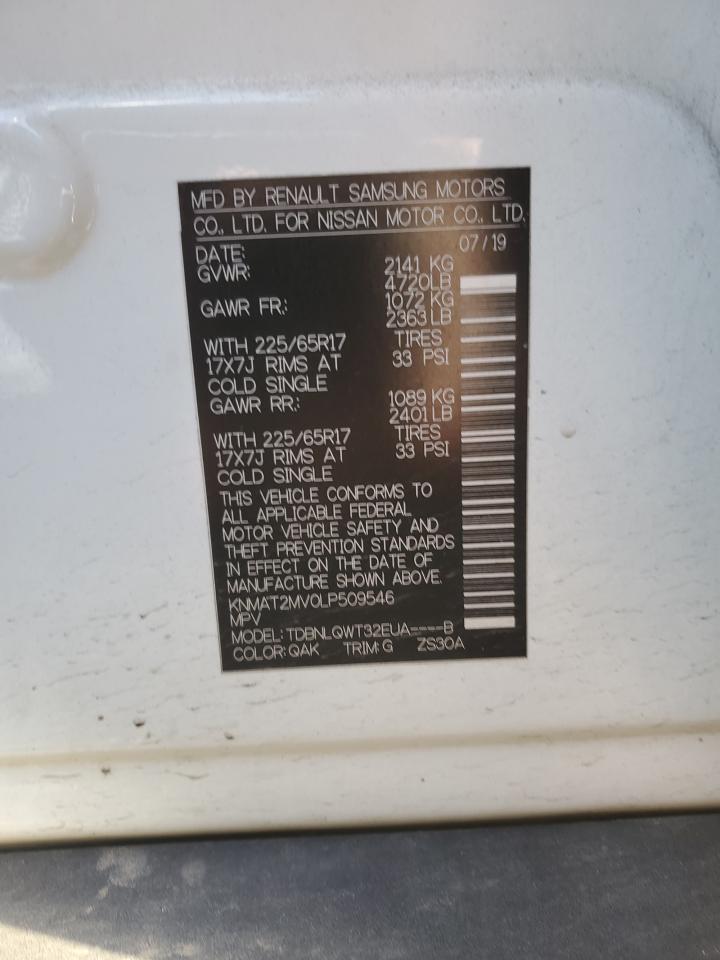 MFD BY RENAULT SAMSUNG MOTORS
CO., LTD. FOR NISSAN MOTOR CO., LTD.
DATE: 07/19
GVWR: 2141 KG
4720LB
GAWR FR: 1072 KG
2363LB
WITH 225/65R17 TIRES
17X7J RIMS AT 33 PSI
COLD SINGLE
GAWR RR: 1089 KG
2401LB
WITH 225/65R17 TIRES
17X7J RIMS AT 33 PSI
COLD SINGLE
THIS VEHICLE CONFORMS TO
ALL APPLICABLE FEDERAL
MOTOR VEHICLE SAFETY AND
THEFT PREVENTION STANDARDS
IN EFFECT ON THE DATE OF
MANUFACTURE SHOWN ABOVE.
KNMAT2MV0LP509546
MPV
MODEL: TDBNLQWT32EUA----B
COLOR: QAK TRIM: G ZS30A